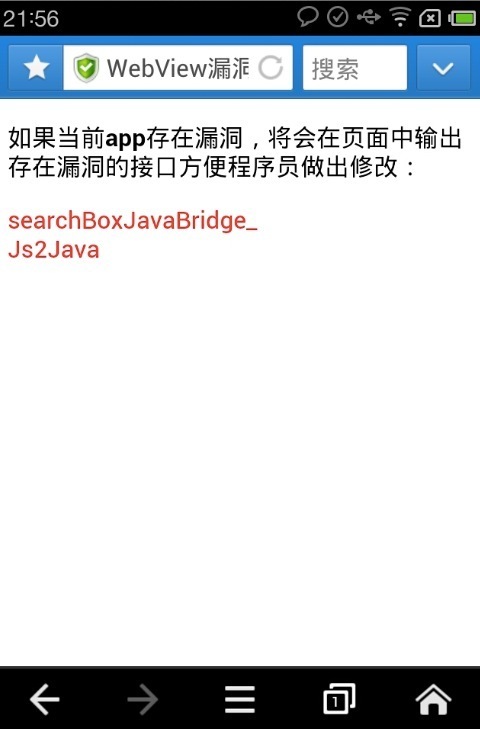 21:56
WebView漏洞
搜索
如果当前app存在漏洞，将会在页面中输出
存在漏洞的接口方便程序员做出修改：
searchBoxJavaBridge_
Js2Java
1